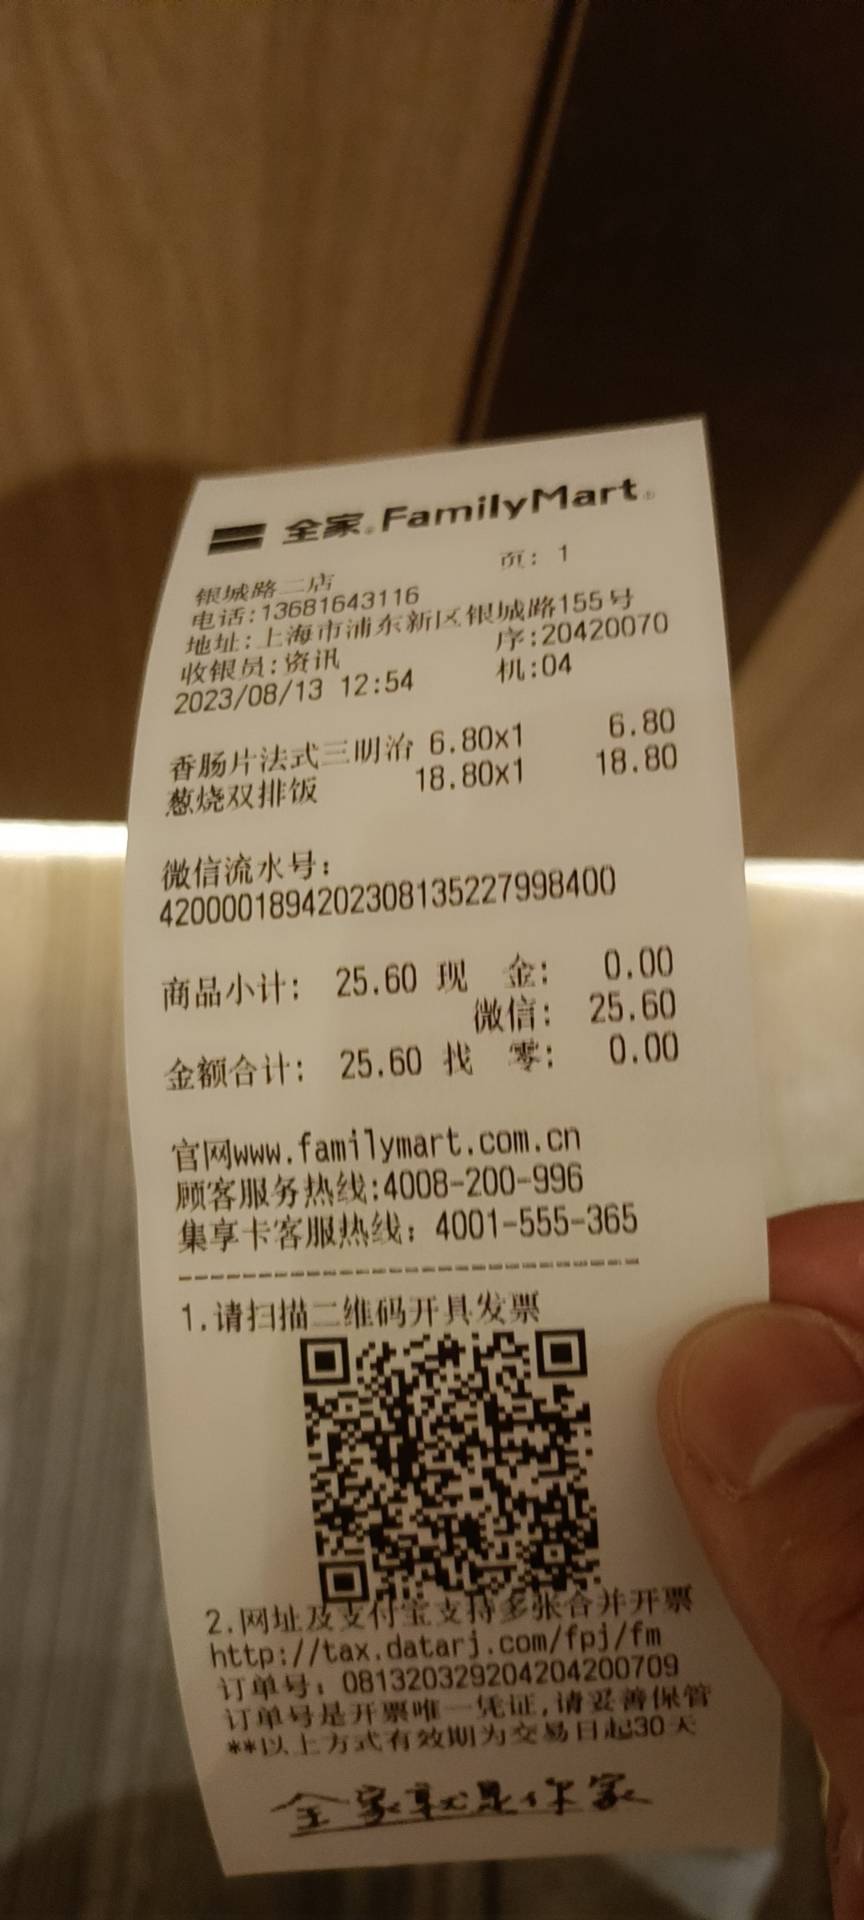 全家 FamilyMart
页: 1
银城路二店
电话:13681643116
地址:上海市浦东新区银城路155号
收银员:资讯 序:20420070
2023/08/13 12:54 机:04
香肠片法式三明治 6.80x1 6.80
葱烧双排饭 18.80x1 18.80
微信流水号:
4200001894202308135227998400
商品小计: 25.60 现 金: 0.00
微信: 25.60
金额合计: 25.60 找 零: 0.00
官网www.familymart.com.cn
顾客服务热线:4008-200-996
集享卡客服热线: 4001-555-365
1.请扫描二维码开具发票
2.网址及支付宝支持多张合并开票
http://tax.datarj.com/fpj/fm
订单号: 081320329204204200709
订单号是开票唯一凭证,请妥善保管
**以上方式有效期为交易日起30天
全家就是你家